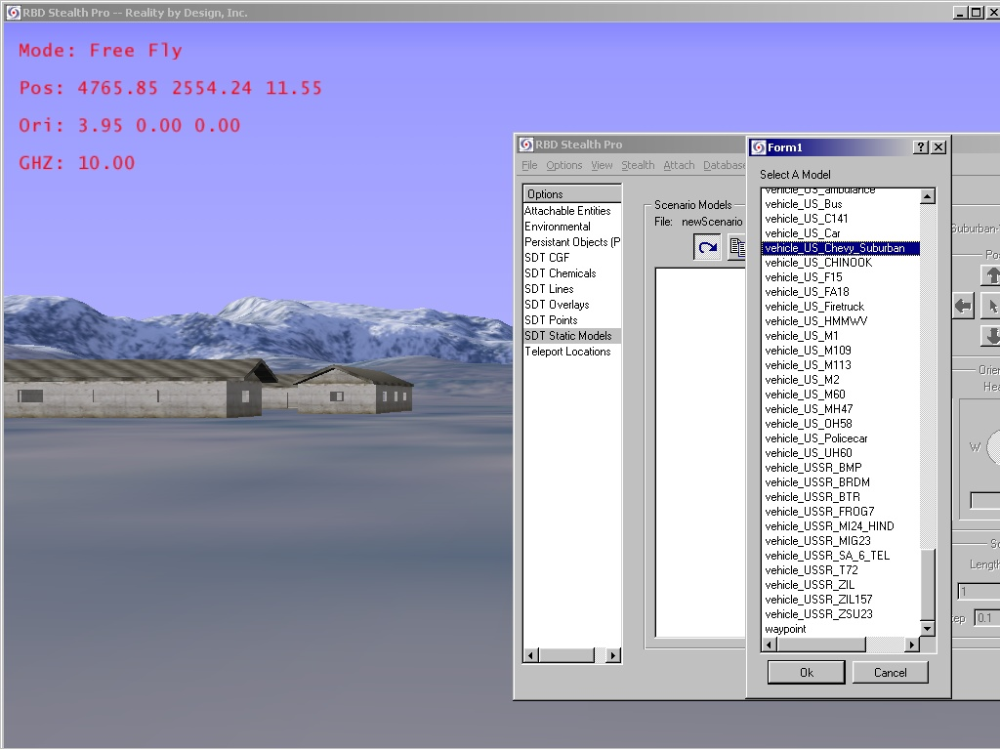 RBD Stealth Pro -- Reality by Design, Inc.
Mode: Free Fly
Pos: 4765.85 2554.24 11.55
Ori: 3.95 0.00 0.00
GHZ: 10.00
RBD Stealth Pro
File Options View Stealth Attach Database
Options
Attachable Entities
Environmental
Persistant Objects (P
SDT CGF
SDT Chemicals
SDT Lines
SDT Overlays
SDT Points
SDT Static Models
Teleport Locations
Scenario Models
File: newScenario
Form1
Select A Model
vehicle_US_ambulance
vehicle_US_Bus
vehicle_US_C141
vehicle_US_Car
vehicle_US_Chevy_Suburban
vehicle_US_CHINOOK
vehicle_US_F15
vehicle_US_FA18
vehicle_US_Firetruck
vehicle_US_HMMWV
vehicle_US_M1
vehicle_US_M109
vehicle_US_M113
vehicle_US_M2
vehicle_US_M60
vehicle_US_MH47
vehicle_US_OH58
vehicle_US_Policecar
vehicle_US_UH60
vehicle_USSR_BMP
vehicle_USSR_BRDM
vehicle_USSR_BTR
vehicle_USSR_FROG7
vehicle_USSR_MI24_HIND
vehicle_USSR_MIG23
vehicle_USSR_SA_6_TEL
vehicle_USSR_T72
vehicle_USSR_ZIL
vehicle_USSR_ZIL157
vehicle_USSR_ZSU23
waypoint
Ok Cancel
Suburban-
Po
Orie
Hea
W
Sc
Length
1
ep 0.1